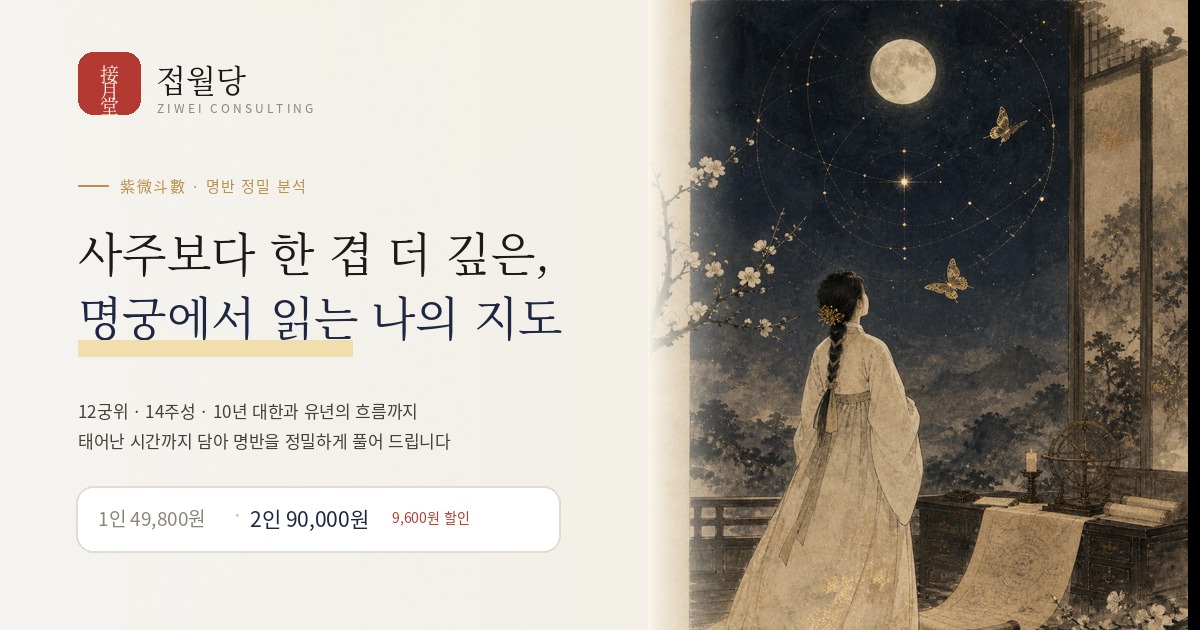 接月堂
접월당
ZIWEI CONSULTING
紫微斗數 · 명반 정밀 분석
사주보다 한 겹 더 깊은,
명궁에서 읽는 나의 지도
12궁위 · 14주성 · 10년 대한과 유년의 흐름까지
태어난 시간까지 담아 명반을 정밀하게 풀어 드립니다
1인 49,800원 · 2인 90,000원 9,600원 할인